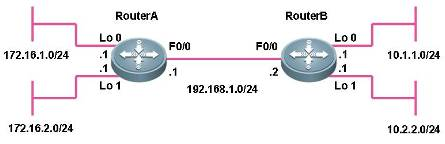 RouterA
RouterB
Lo 0
F0/0
F0/0
Lo 0
172.16.1.0/24
.1
.1
10.1.1.0/24
.1
.1
.2
.1
Lo 1
192.168.1.0/24
Lo 1
172.16.2.0/24
10.2.2.0/24